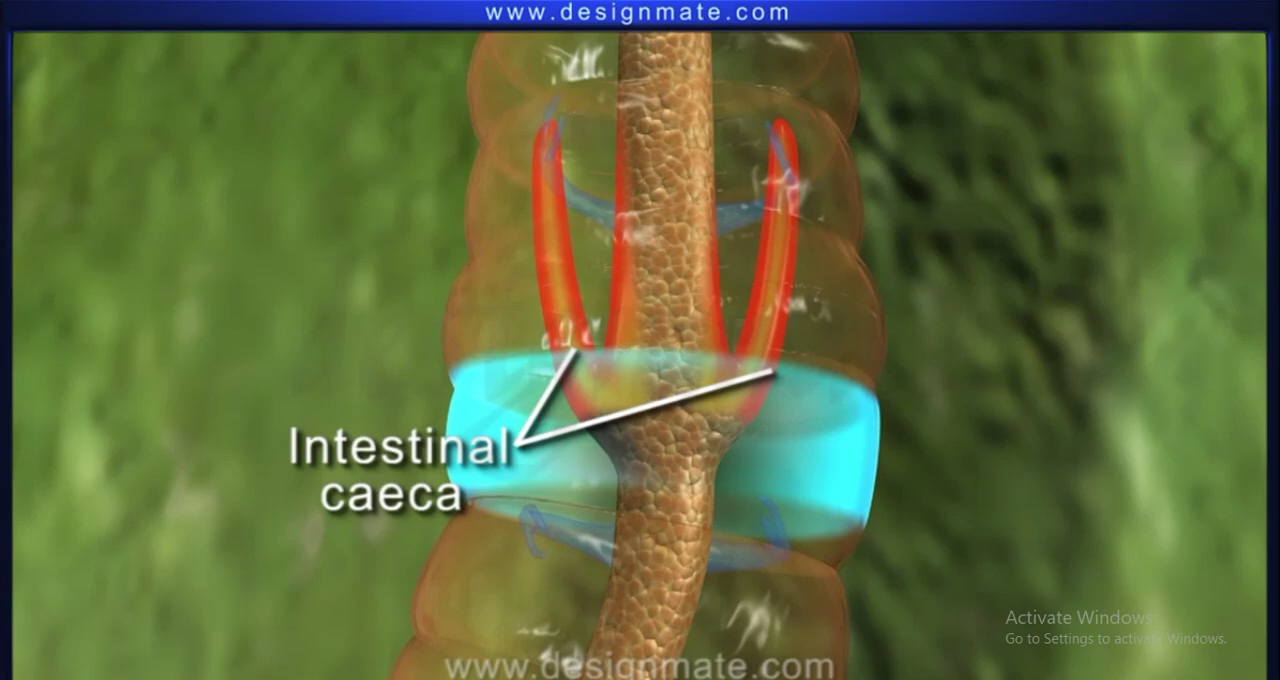 www.designmate.com
Intestinal
caeca
Activate Windows
Go to Settings to activate Windows.
www.designmate.com